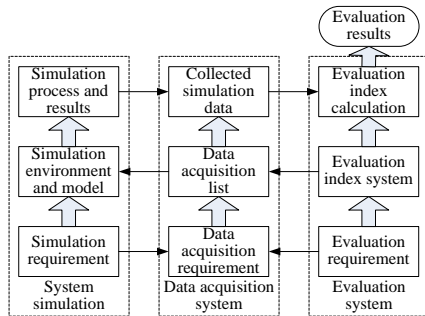 Evaluation
results
Simulation
process and results
Collected
simulation
data
Evaluation
index
calculation
Simulation
environment
and model
Data
acquisition
list
Evaluation
index system
Simulation
requirement
Data
acquisition
requirement
Evaluation
requirement
System
simulation
Data acquisition
system
Evaluation
system